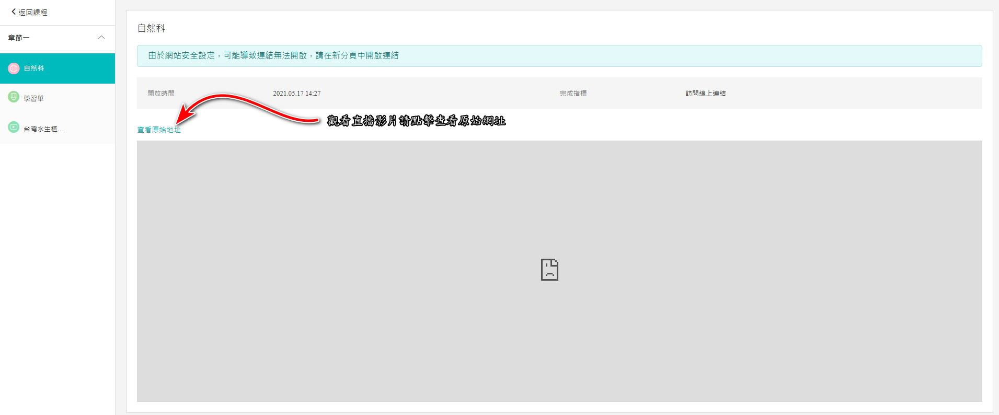 返回課程
章節一
自然科
學習單
台灣水生植...
自然科
由於網站安全設定，可能導致連結無法開啟，請在新分頁中開啟連結
開放時間 2021.05.17 14:27 完成指標 訪問線上連結
觀看直播影片請點擊查看原始網址
查看原始地址